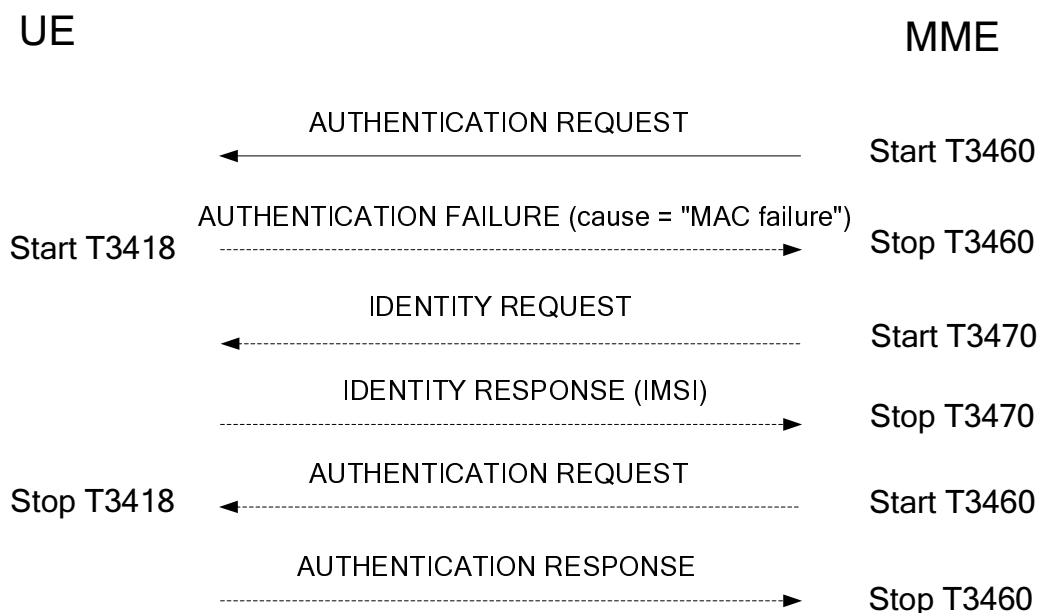 UE
MME
AUTHENTICATION REQUEST
Start T3460
AUTHENTICATION FAILURE (cause = "MAC failure")
Start T3418
Stop T3460
IDENTITY REQUEST
Start T3470
IDENTITY RESPONSE (IMSI)
Stop T3470
AUTHENTICATION REQUEST
Stop T3418
Start T3460
AUTHENTICATION RESPONSE
Stop T3460